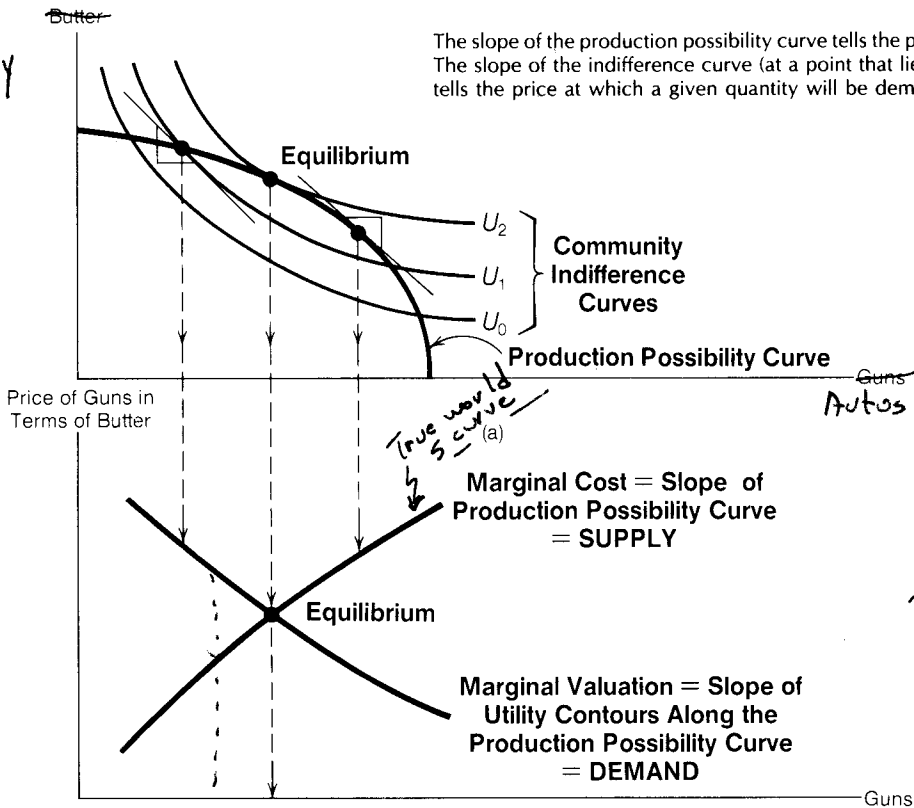 Butter
Y
The slope of the production possibility curve tells the p
The slope of the indifference curve (at a point that lie
tells the price at which a given quantity will be dem
Equilibrium
U₂
U₁
U₀
Community
Indifference
Curves
Production Possibility Curve
Guns
Autos
Price of Guns in
Terms of Butter
True world
S curve
(a)
Marginal Cost = Slope of
Production Possibility Curve
= SUPPLY
Equilibrium
Marginal Valuation = Slope of
Utility Contours Along the
Production Possibility Curve
= DEMAND
Guns